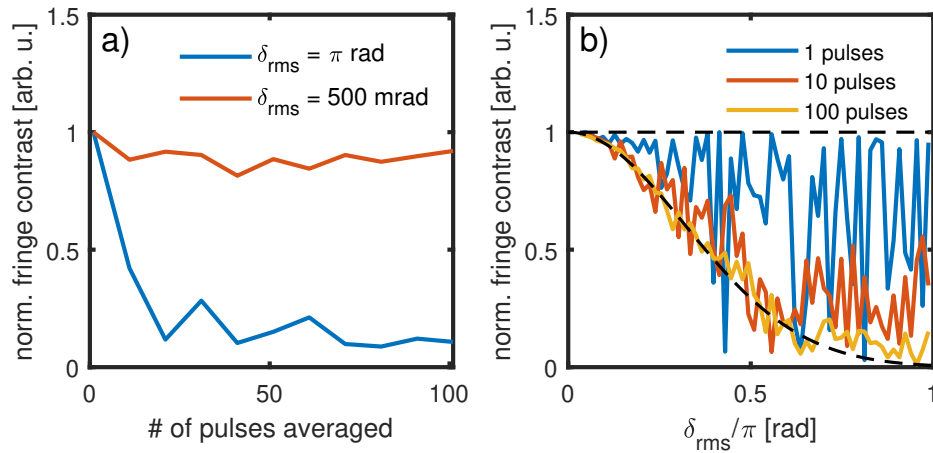 a)
δrms = π rad
δrms = 500 mrad
1.5
1
0.5
0
0
50
100
norm. fringe contrast [arb. u.]
# of pulses averaged
b)
1 pulses
10 pulses
100 pulses
1.5
1
0.5
0
0
0.5
1
norm. fringe contrast [arb. u.]
δrms/π [rad]